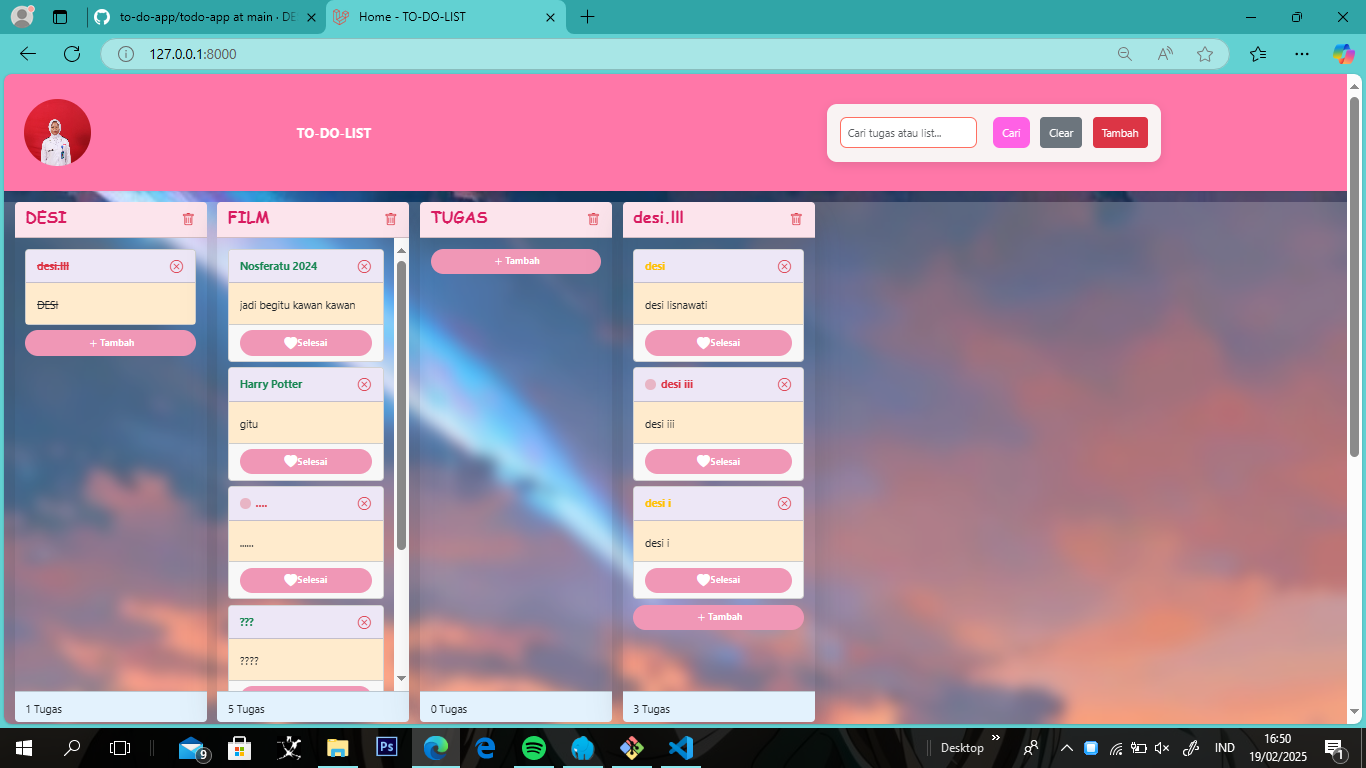 to-do-app/todo-app at main · DE
Home - TO-DO-LIST
127.0.0.1:8000
TO-DO-LIST
Cari tugas atau list...
Cari
Clear
Tambah
DESI
desi.lll
DESI
+ Tambah
1 Tugas
FILM
Nosferatu 2024
jadi begitu kawan kawan
Selesai
Harry Potter
gitu
Selesai
....
......
Selesai
???
????
5 Tugas
TUGAS
+ Tambah
0 Tugas
desi.lll
desi
desi lisnawati
Selesai
desi iii
desi iii
Selesai
desi i
desi i
Selesai
+ Tambah
3 Tugas
9
Ps
Desktop
IND
16:50
19/02/2025
1